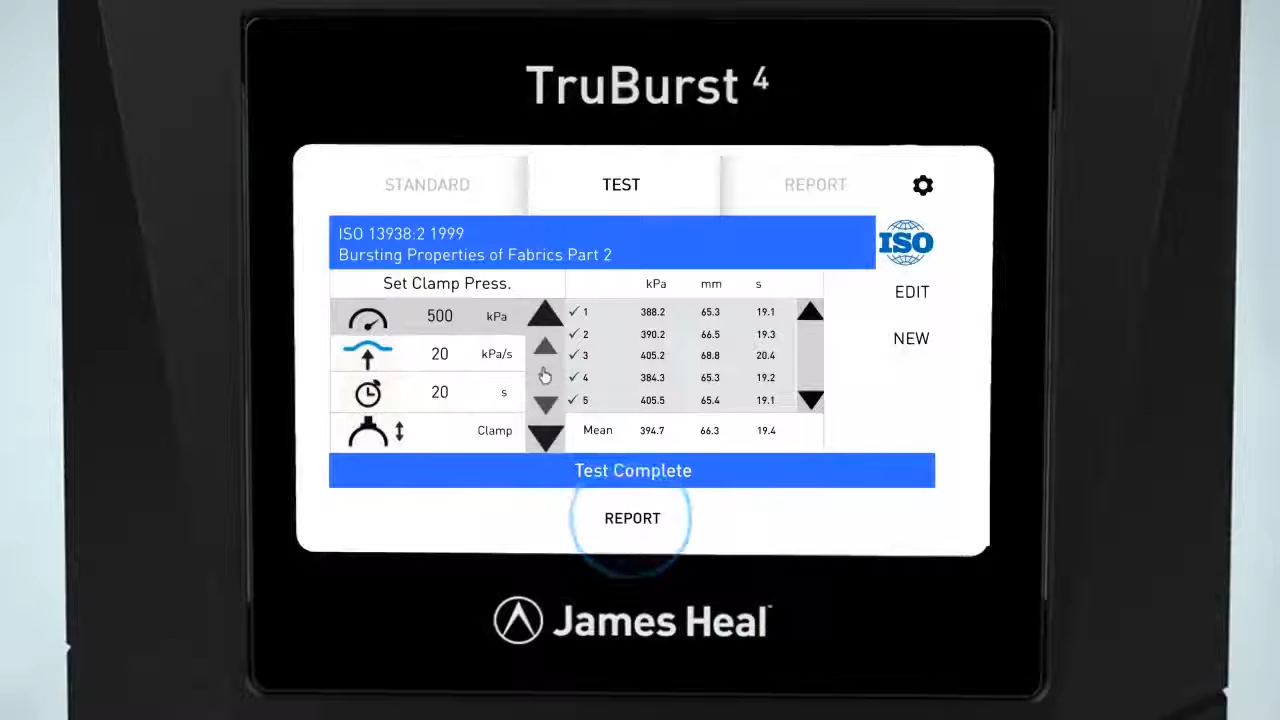 TruBurst 4
STANDARD TEST REPORT
ISO 13938:2 1999
Bursting Properties of Fabrics Part 2
ISO
EDIT
NEW
Set Clamp Press. kPa mm s
500 kPa
20 kPa/s
20 s
Clamp
✓ 1 388.2 65.3 19.1
✓ 2 390.2 66.5 19.3
✓ 3 405.2 68.8 20.4
✓ 4 384.3 65.3 19.2
✓ 5 405.5 65.4 19.1
Mean 394.7 66.3 19.4
Test Complete
REPORT
James Heal